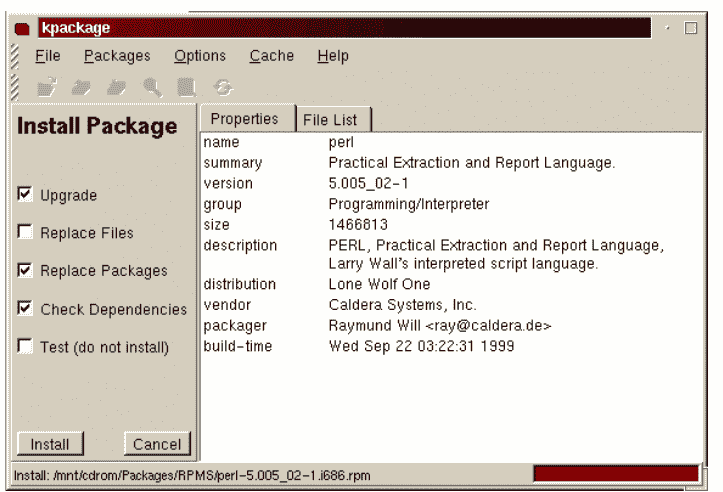 kpackage
File Packages Options Cache Help
Install Package
Upgrade
Replace Files
Replace Packages
Check Dependencies
Test (do not install)
Install Cancel
Properties File List
name perl
summary Practical Extraction and Report Language.
version 5.005_02-1
group Programming/Interpreter
size 1466813
description PERL, Practical Extraction and Report Language,
Larry Wall's interpreted script language.
distribution Lone Wolf One
vendor Caldera Systems, Inc.
packager Raymund Will <ray@caldera.de>
build-time Wed Sep 22 03:22:31 1999
Install: /mnt/cdrom/Packages/RPMS/perl-5.005_02-1.i686.rpm